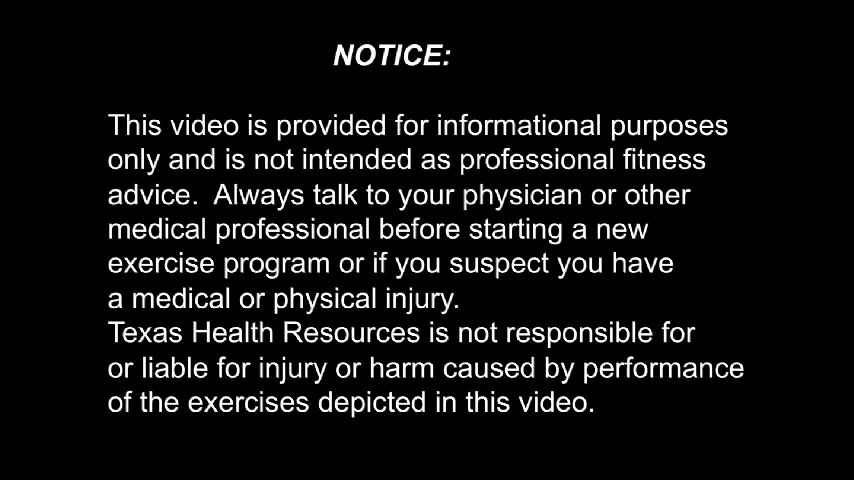 NOTICE:
This video is provided for informational purposes
only and is not intended as professional fitness
advice.  Always talk to your physician or other
medical professional before starting a new
exercise program or if you suspect you have
a medical or physical injury.
Texas Health Resources is not responsible for
or liable for injury or harm caused by performance
of the exercises depicted in this video.